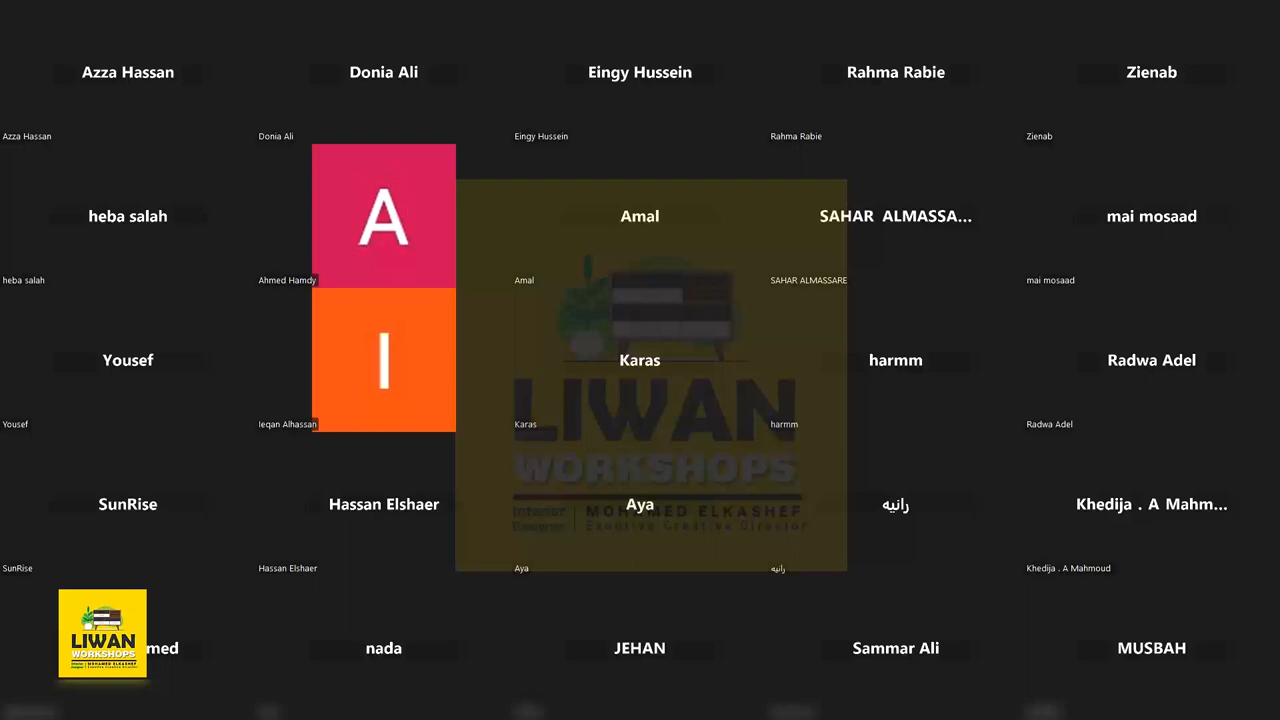 Azza Hassan
Donia Ali
Eingy Hussein
Rahma Rabie
Zienab
Azza Hassan
Donia Ali
Eingy Hussein
Rahma Rabie
Zienab
heba salah
A
Amal
SAHAR ALMASSA...
mai mosaad
heba salah
Ahmed Hamdy
Amal
SAHAR ALMASSARE
mai mosaad
Yousef
I
Karas
harmm
Radwa Adel
Yousef
Ieqan Alhassan
Karas
harmm
Radwa Adel
LIWAN
WORKSHOPS
Interior
Designer
MOHAMED ELKASHEF
Exeutive Creative Director
SunRise
Hassan Elshaer
Aya
رانيه
Khedija . A Mahm...
SunRise
Hassan Elshaer
Aya
رانيه
Khedija . A Mahmoud
LIWAN
WORKSHOPS
MOHAMED ELKASHEF
med
nada
JEHAN
Sammar Ali
MUSBAH